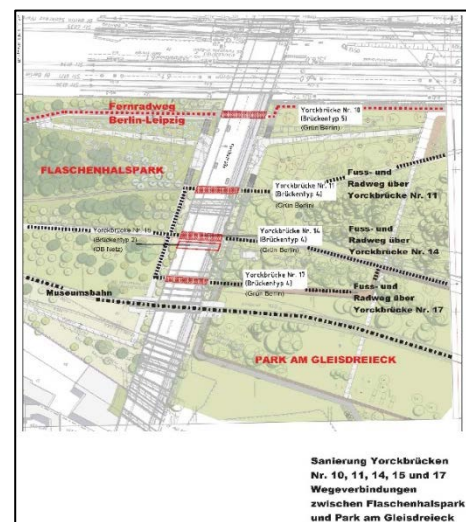 Fernradweg
Berlin-Leipzig
Yorckbrücke Nr. 10
(Brückentyp 5)
(Grün Berlin)
FLASCHENHALSPARK
Yorckbrücke Nr. 11
(Brückentyp 4)
(Grün Berlin)
Fuss- und
Radweg über
Yorckbrücke Nr. 11
Yorckbrücke Nr. 15
(Brückentyp 2)
(DB Netz)
Yorckbrücke Nr. 14
(Brückentyp 4)
(Grün Berlin)
Fuss- und
Radweg über
Yorckbrücke Nr. 14
Yorckbrücke Nr. 17
(Brückentyp 4)
(Grün Berlin)
Museumsbahn
Fuss- und
Radweg über
Yorckbrücke Nr. 17
PARK AM GLEISDREIECK
Sanierung Yorckbrücken
Nr. 10, 11, 14, 15 und 17
Wegeverbindungen
zwischen Flaschenhalspark
und Park am Gleisdreieck